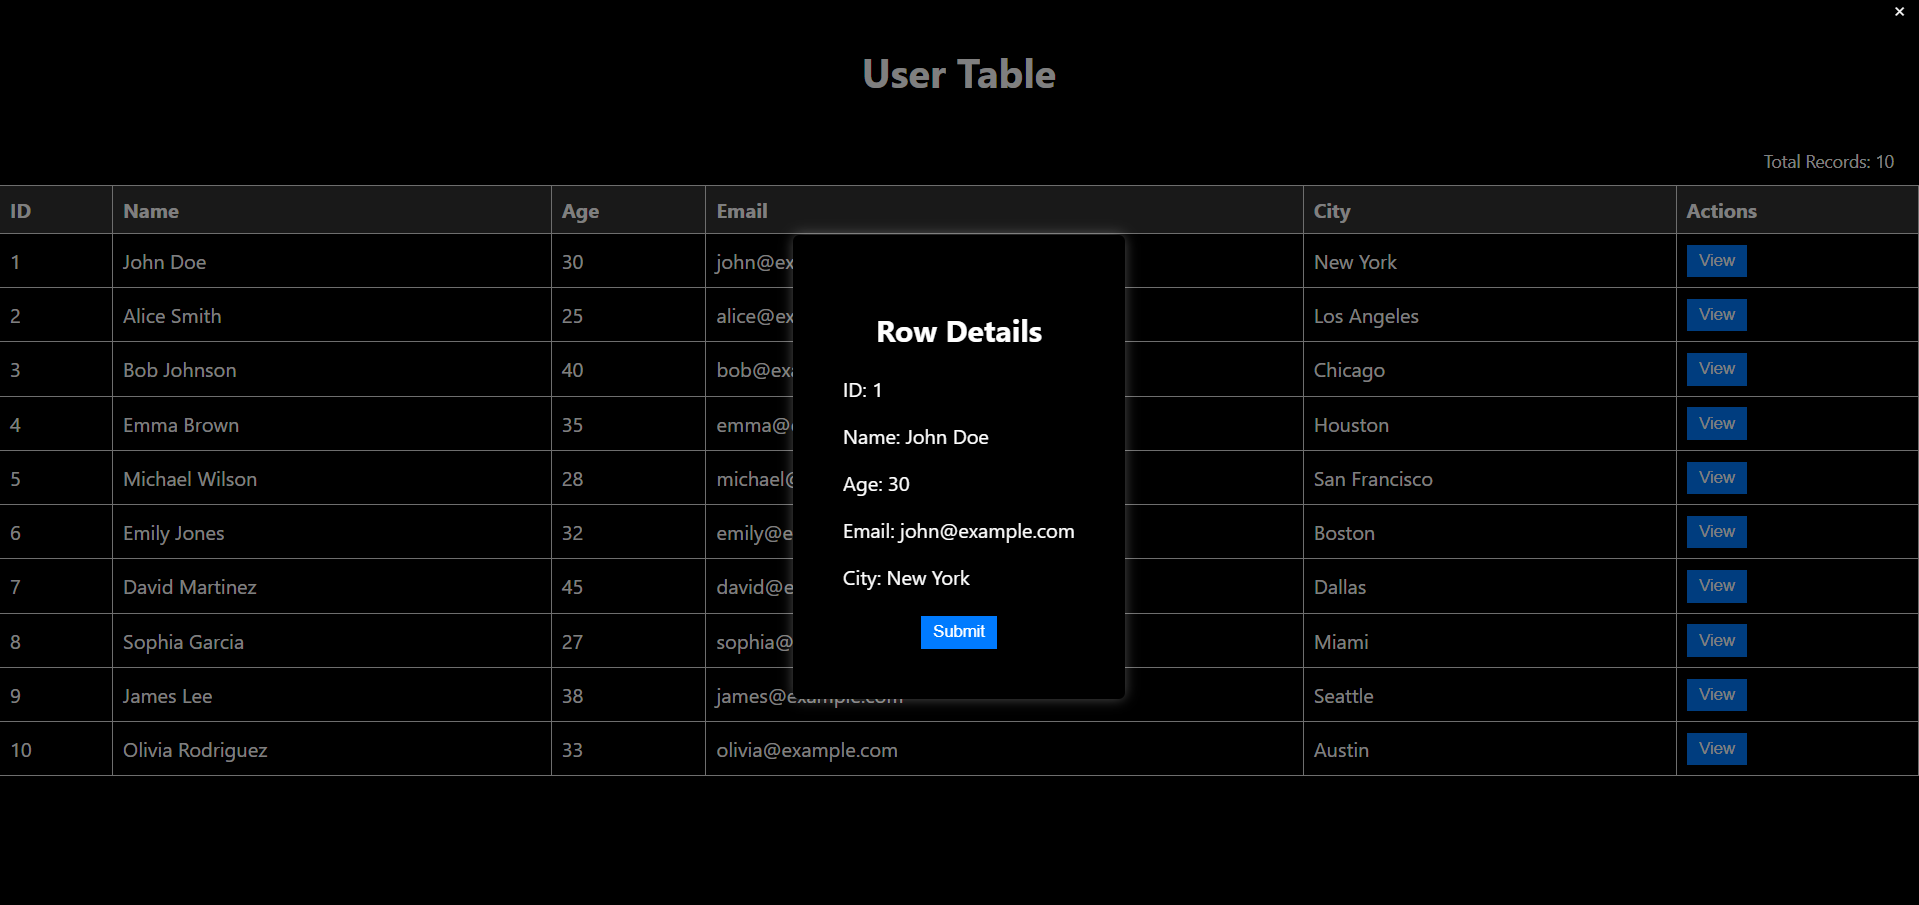 ×
User Table
Total Records: 10
ID Name Age Email City Actions
1 John Doe 30 john@ex New York View
2 Alice Smith 25 alice@ex Los Angeles View
3 Bob Johnson 40 bob@exa Chicago View
4 Emma Brown 35 emma@e Houston View
5 Michael Wilson 28 michael@ San Francisco View
6 Emily Jones 32 emily@e Boston View
7 David Martinez 45 david@e Dallas View
8 Sophia Garcia 27 sophia@ Miami View
9 James Lee 38 james@example.com Seattle View
10 Olivia Rodriguez 33 olivia@example.com Austin View
Row Details
ID: 1
Name: John Doe
Age: 30
Email: john@example.com
City: New York
Submit